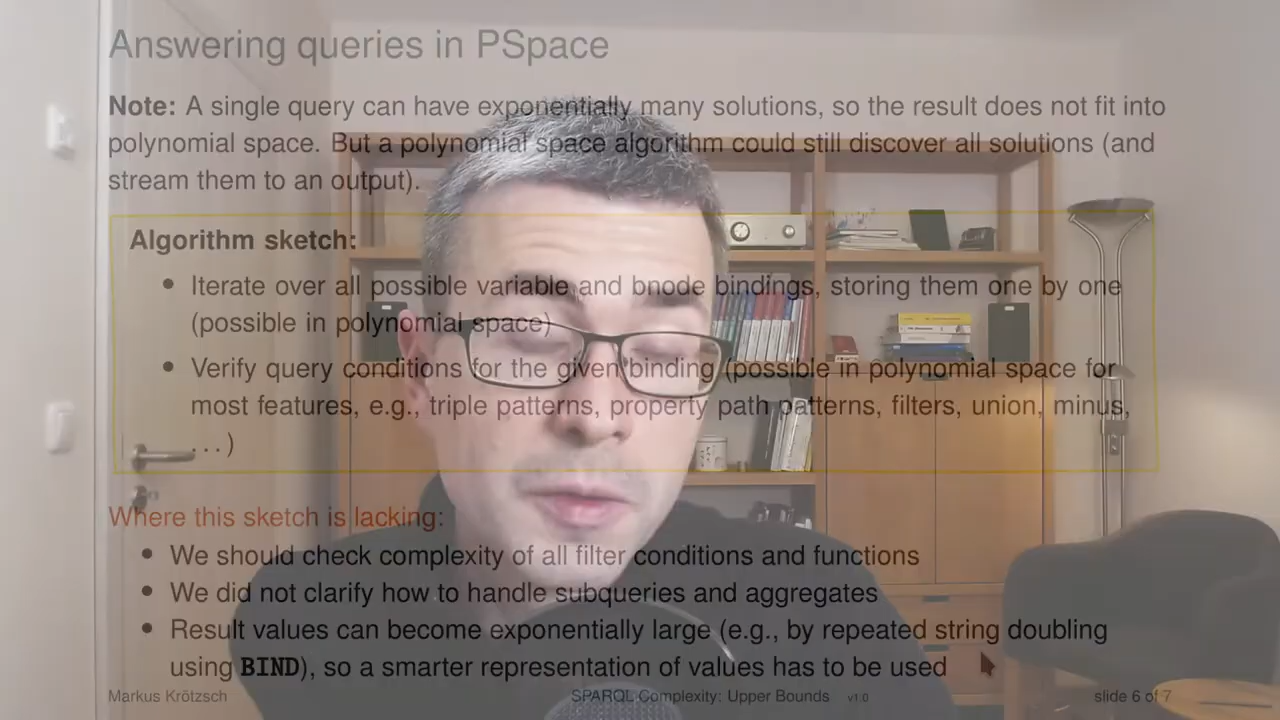 Answering queries in PSpace
Note: A single query can have exponentially many solutions, so the result does not fit into
polynomial space. But a polynomial space algorithm could still discover all solutions (and
stream them to an output).
Algorithm sketch:
• Iterate over all possible variable and bnode bindings, storing them one by one
(possible in polynomial space)
• Verify query conditions for the given binding (possible in polynomial space for
most features, e.g., triple patterns, property path patterns, filters, union, minus,
...)
Where this sketch is lacking:
• We should check complexity of all filter conditions and functions
• We did not clarify how to handle subqueries and aggregates
• Result values can become exponentially large (e.g., by repeated string doubling
using BIND), so a smarter representation of values has to be used
Markus Krötzsch SPARQL Complexity: Upper Bounds v1.0 slide 6 of 7